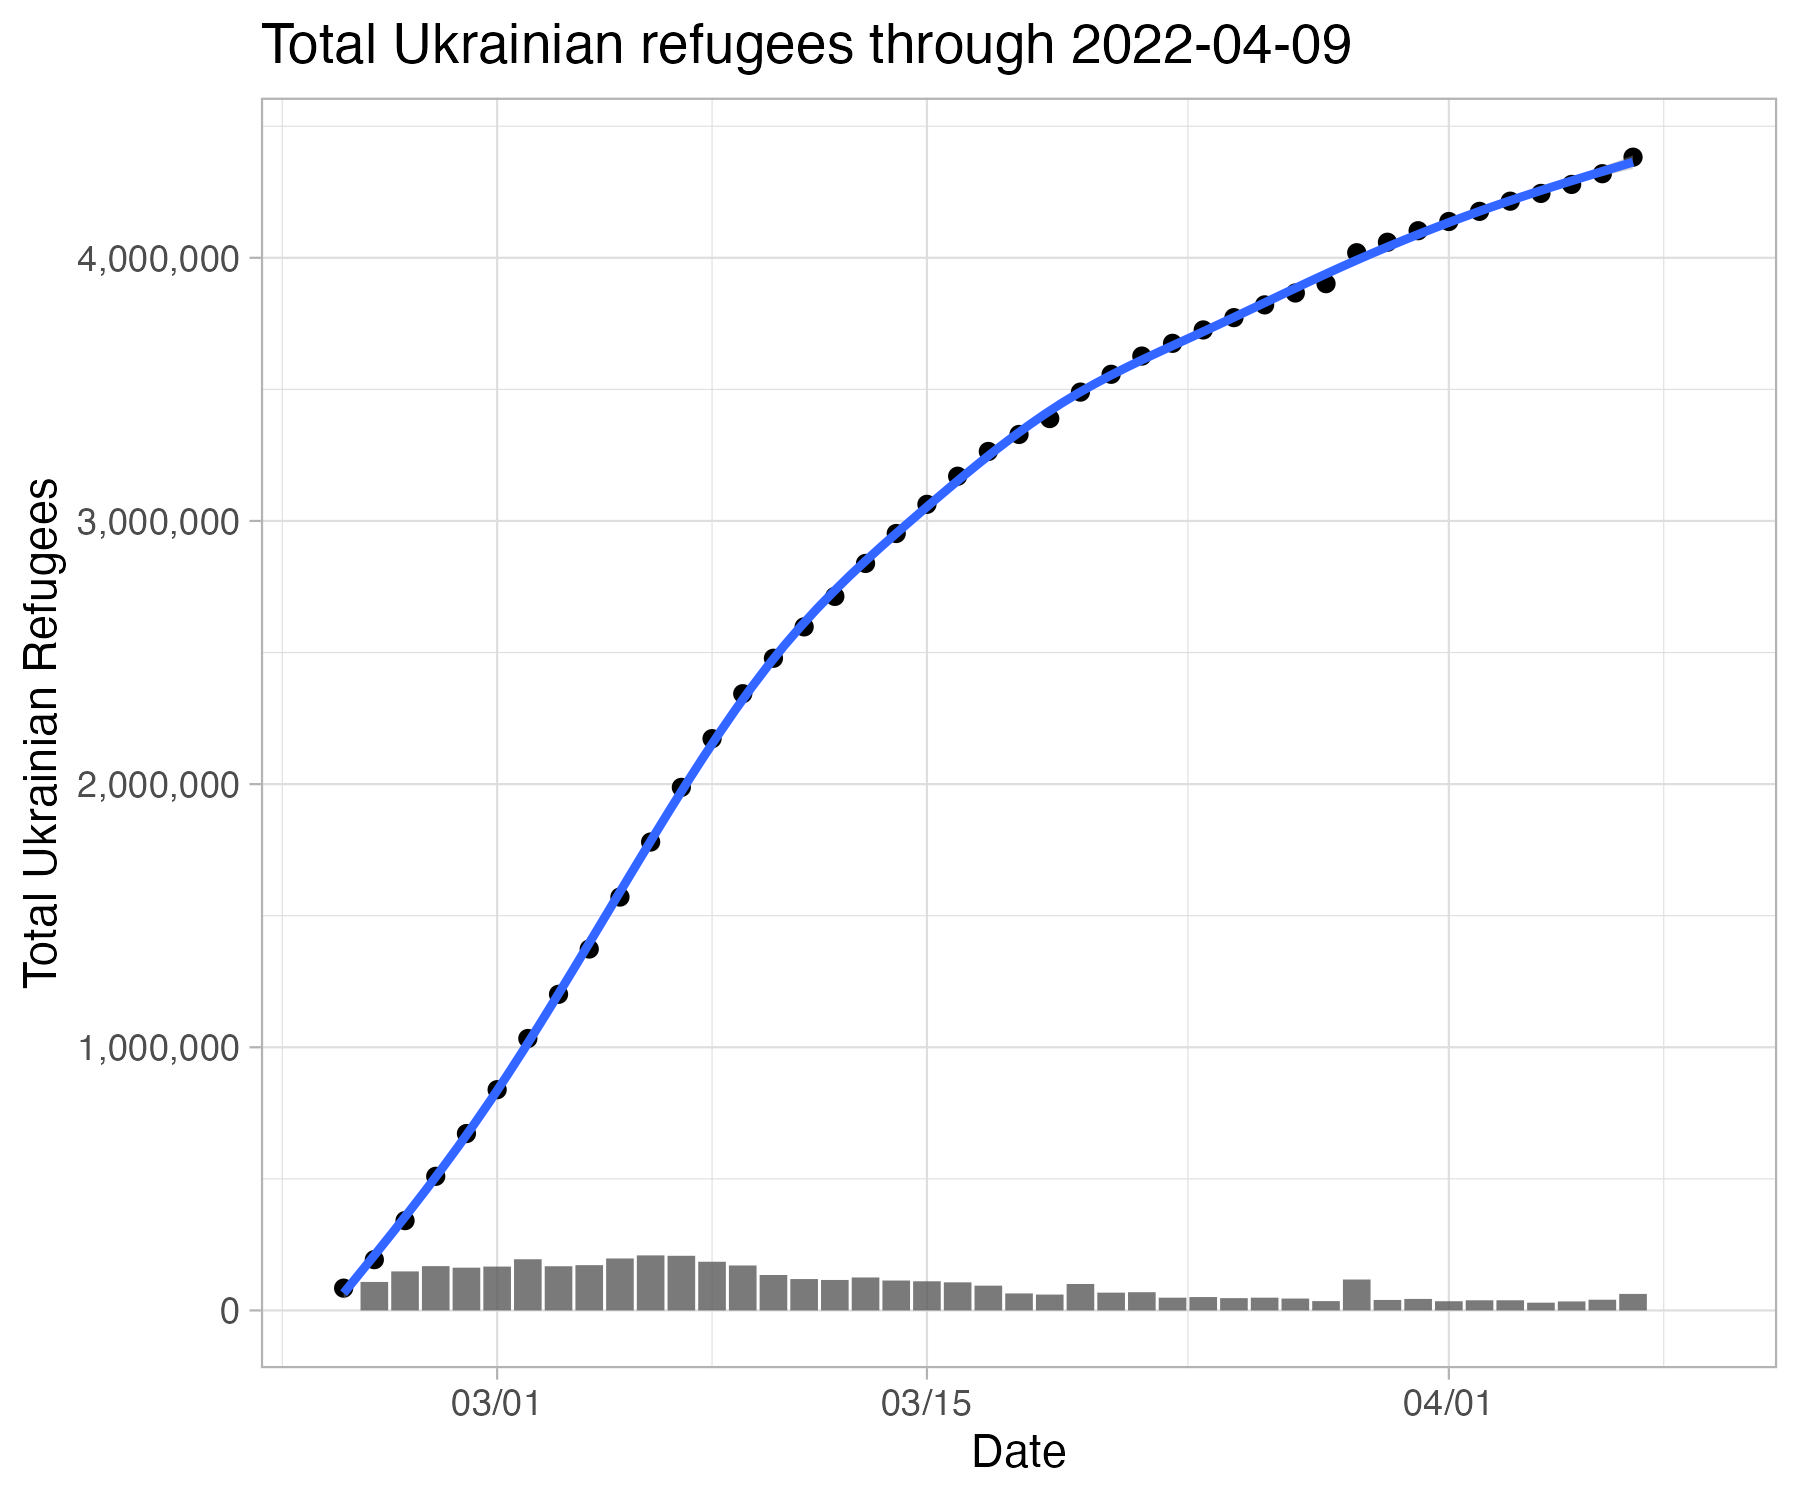 Total Ukrainian refugees through 2022-04-09
Total Ukrainian Refugees
4,000,000
3,000,000
2,000,000
1,000,000
0
03/01 03/15 04/01
Date